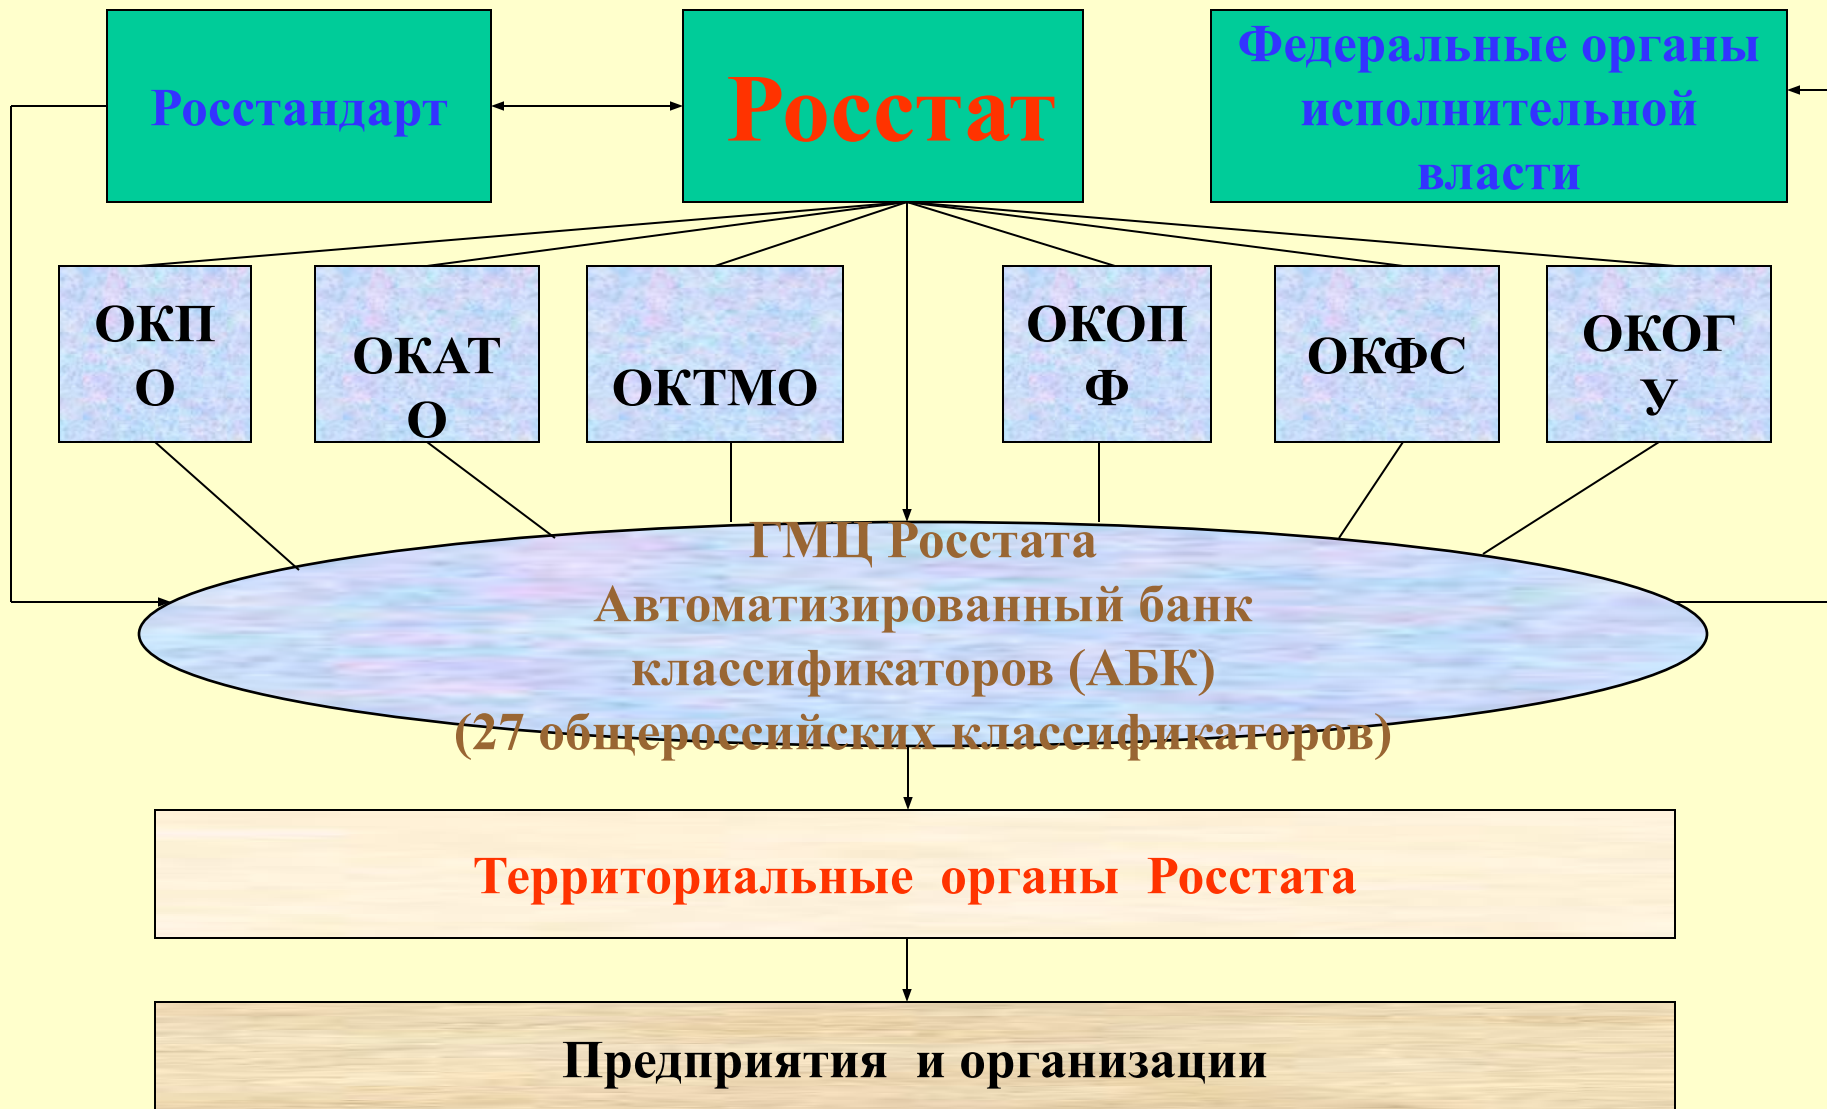 Росстандарт
Росстат
Федеральные органы
исполнительной
власти
ОКП
О
ОКАТ
О
ОКТМО
ОКОП
Ф
ОКФС
ОКОГ
У
ГМЦ Росстата
Автоматизированный банк
классификаторов (АБК)
(27 общероссийских классификаторов)
Территориальные органы Росстата
Предприятия и организации